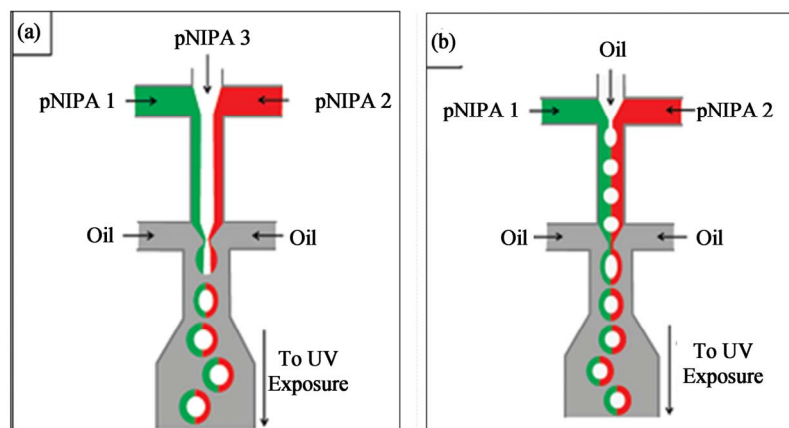 (a)
pNIPA 3
pNIPA 1
pNIPA 2
Oil
Oil
To UV
Exposure
(b)
Oil
pNIPA 1
pNIPA 2
Oil
Oil
To UV
Exposure